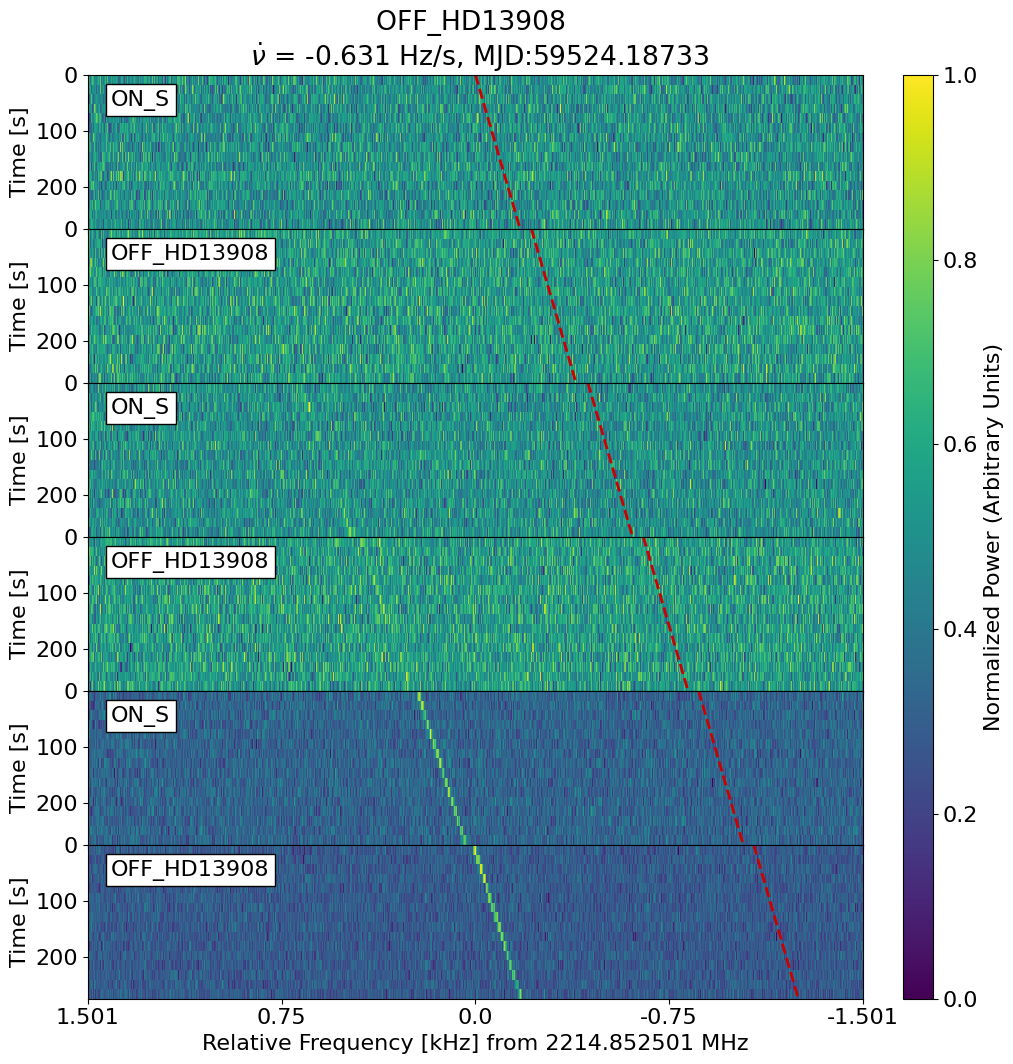 OFF_HD13908
ν̇ = -0.631 Hz/s, MJD:59524.18733
ON_S
OFF_HD13908
ON_S
OFF_HD13908
ON_S
OFF_HD13908
Time [s]
0
100
200
Time [s]
0
100
200
Time [s]
0
100
200
Time [s]
0
100
200
Time [s]
0
100
200
Time [s]
0
100
200
1.501 0.75 0.0 -0.75 -1.501
Relative Frequency [kHz] from 2214.852501 MHz
1.0
0.8
0.6
0.4
0.2
0.0
Normalized Power (Arbitrary Units)